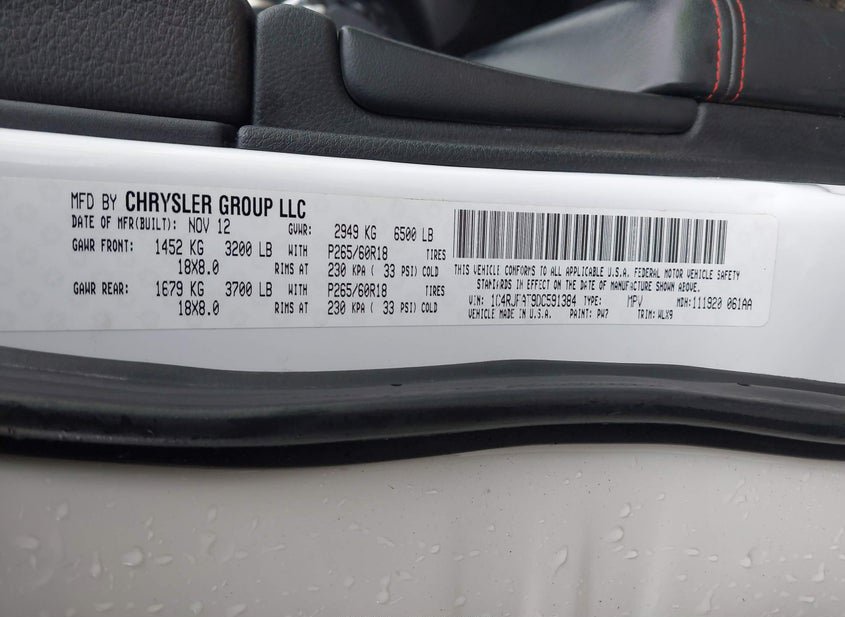 MFD BY CHRYSLER GROUP LLC
DATE OF MFR(BUILT): NOV 12 GVWR: 2949 KG 6500 LB
GAWR FRONT: 1452 KG 3200 LB WITH P265/60R18 TIRES
18X8.0 RIMS AT 230 KPA ( 33 PSI) COLD
GAWR REAR: 1679 KG 3700 LB WITH P265/60R18 TIRES
18X8.0 RIMS AT 230 KPA ( 33 PSI) COLD
THIS VEHICLE CONFORMS TO ALL APPLICABLE U.S.A. FEDERAL MOTOR VEHICLE SAFETY
STANDARDS IN EFFECT ON THE DATE OF MANUFACTURE SHOWN ABOVE.
VIN: 1C4RJFAT9DC591384 TYPE: MPV MDH: 111920 061AA
VEHICLE MADE IN U.S.A. PAINT: PW7 TRIM: WLX9